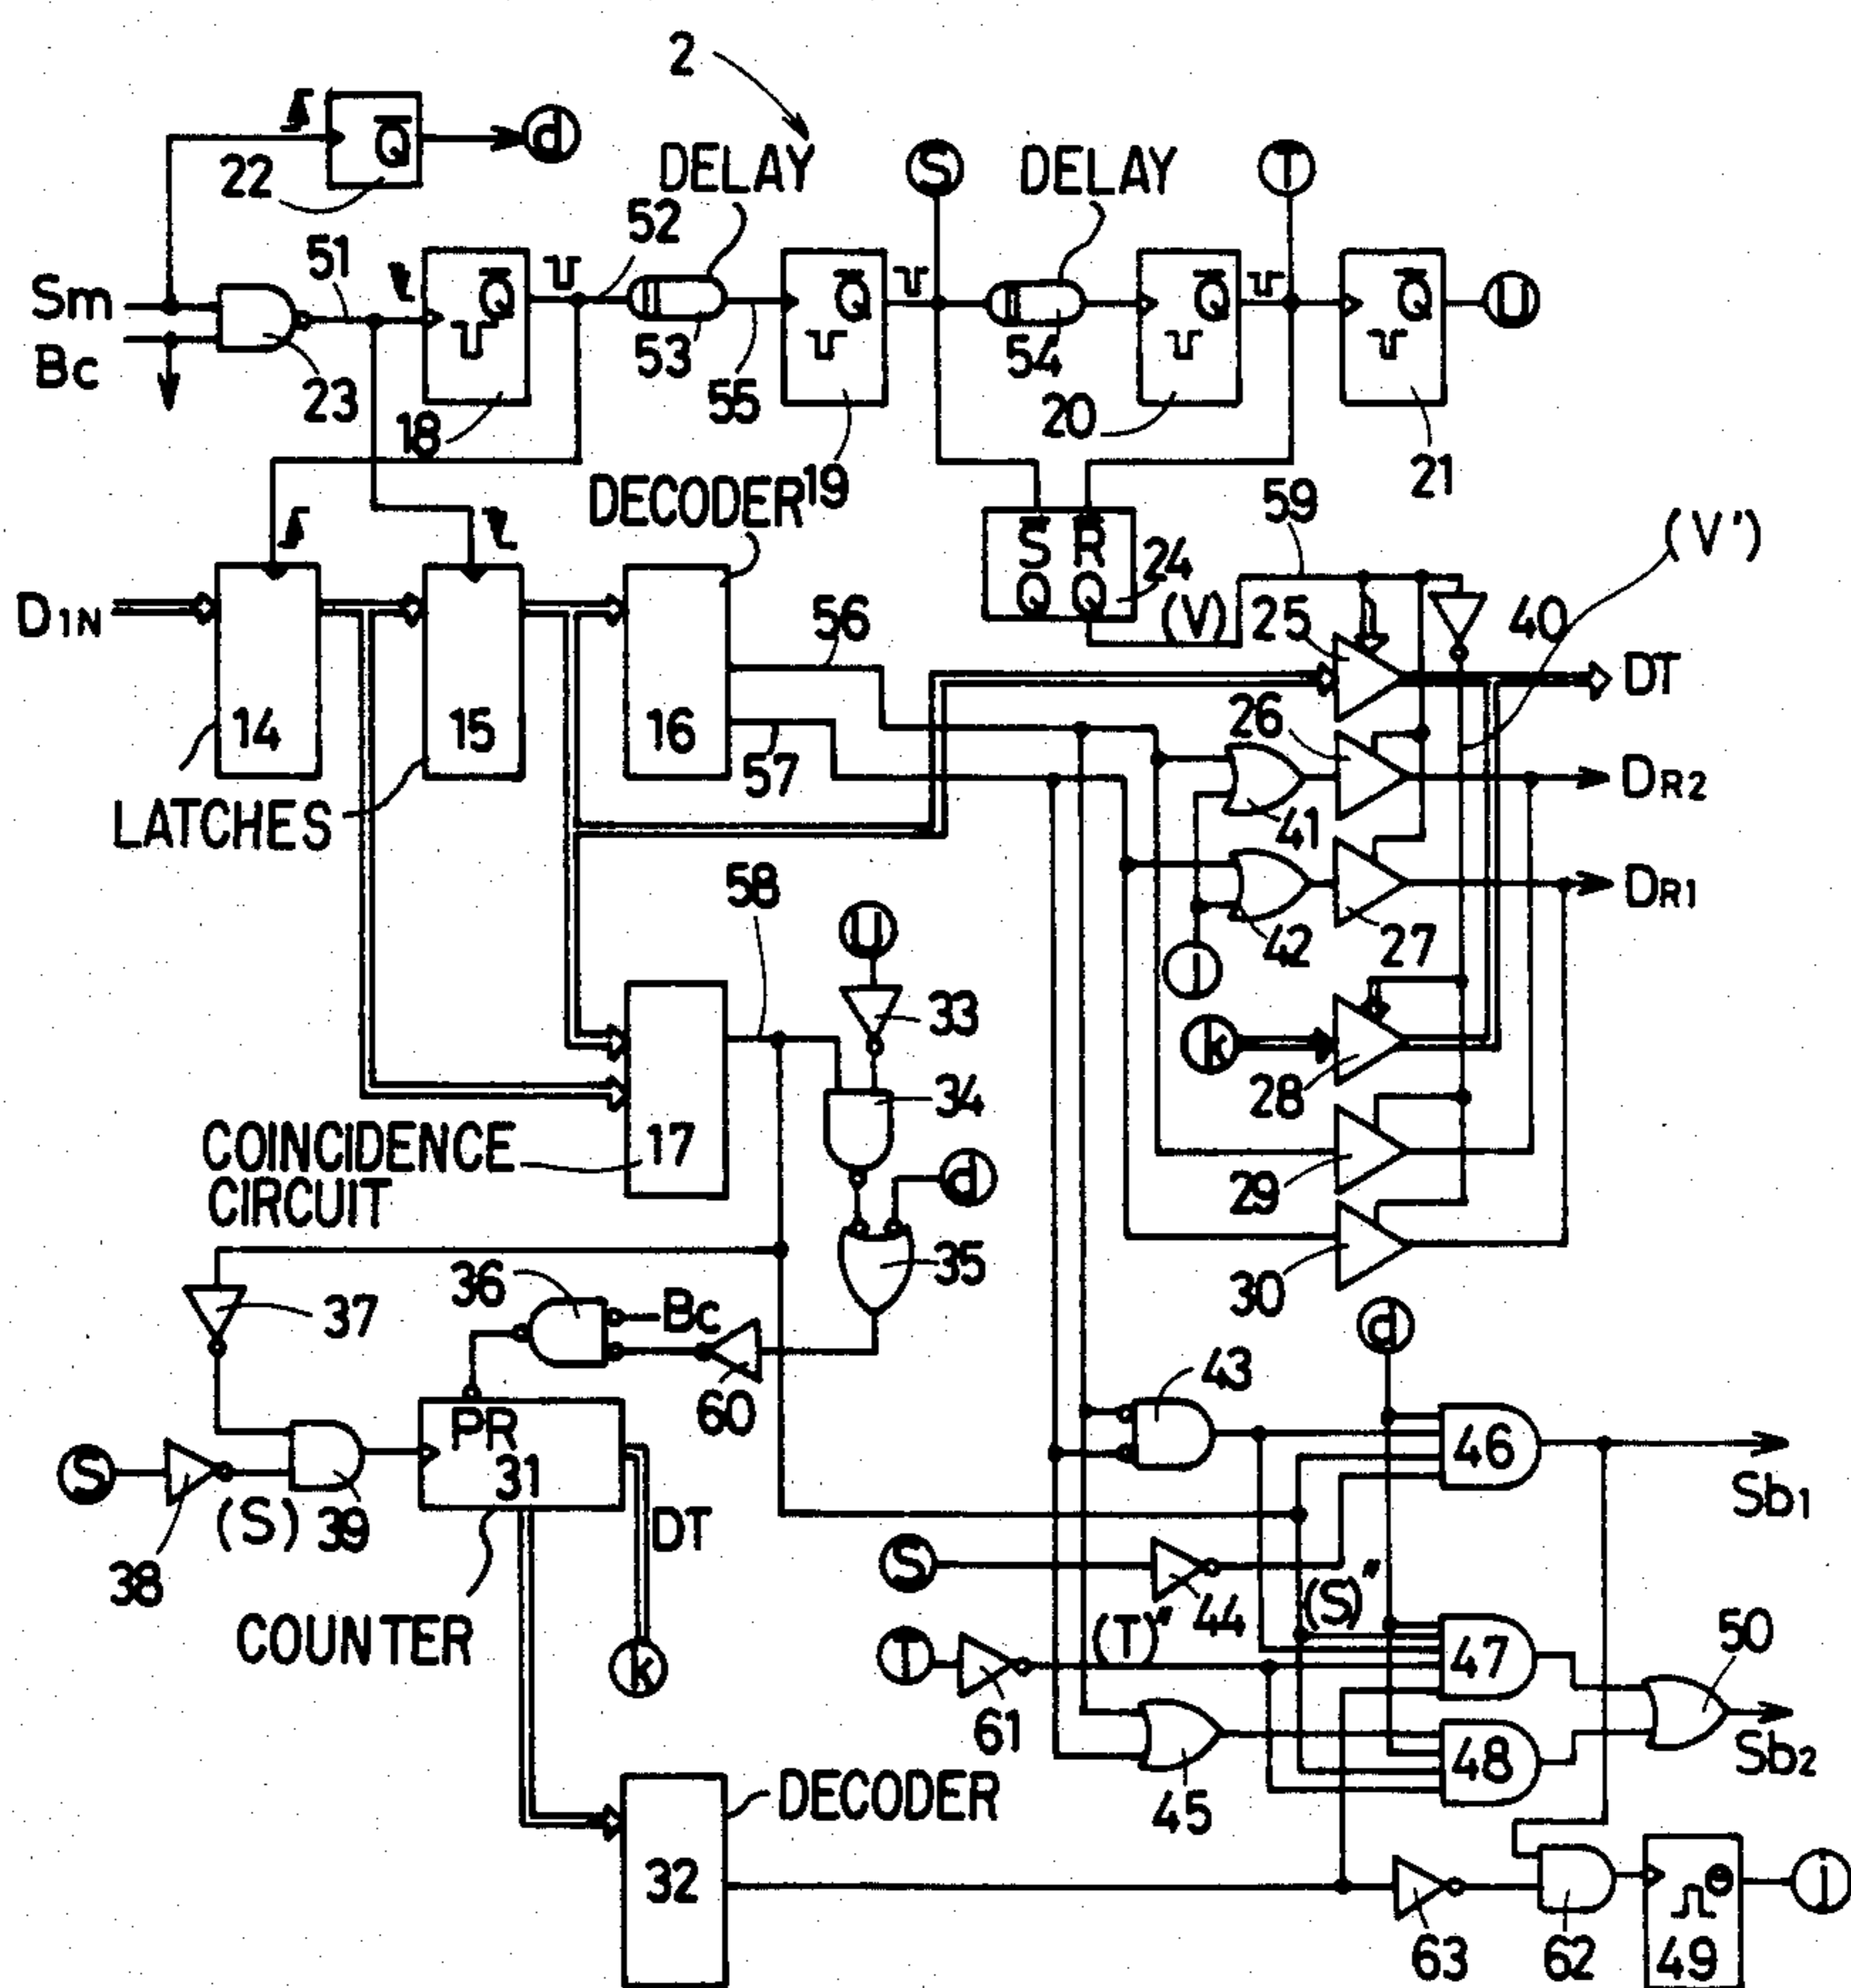 2
22
Q
d
DELAY
S
DELAY
T
52
51
Sm
Bc
23
18
Q
53
55
19
Q
54
20
Q
21
Q
U
DECODER
59
(V')
D1N
14
15
16
56
57
S R
Q Q
24
(V)
25
40
DT
LATCHES
26
41
DR2
58
U
42
27
DR1
j
33
k
28
34
COINCIDENCE
CIRCUIT
17
d
29
35
30
36
Bc
37
60
d
43
46
Sb1
PR
31
S
38
(S)
39
DT
COUNTER
k
S
44
(S)"
T
61
(T)"
47
50
Sb2
45
48
DECODER
32
63
62
49
Θ
j